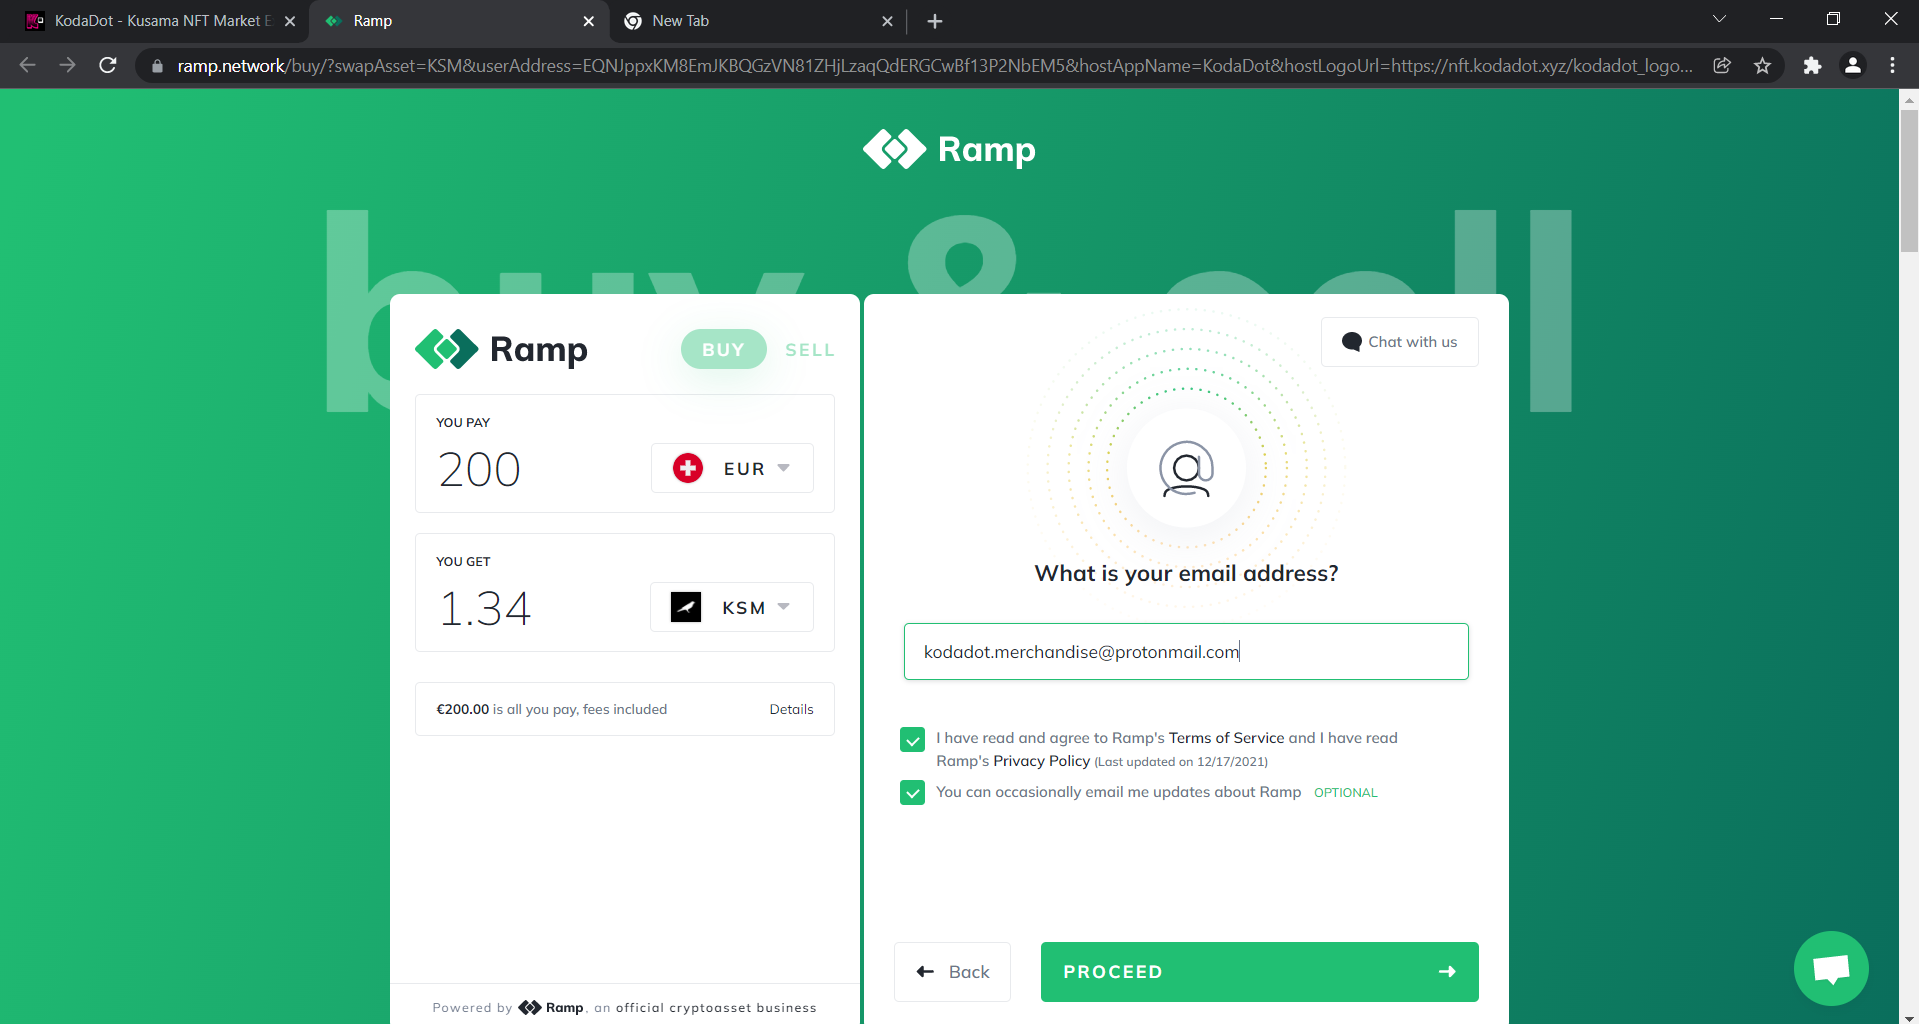 KodaDot - Kusama NFT Market E
Ramp
New Tab
ramp.network/buy/?swapAsset=KSM&userAddress=EQNJppxKM8EmJKBQGzVN81ZHjLzaqQdERGCwBf13P2NbEM5&hostAppName=KodaDot&hostLogoUrl=https://nft.kodadot.xyz/kodadot_logo...
Ramp
buy & sell
Ramp
BUY
SELL
YOU PAY
200
EUR
YOU GET
1.34
KSM
€200.00 is all you pay, fees included
Details
Powered by Ramp, an official cryptoasset business
Chat with us
What is your email address?
kodadot.merchandise@protonmail.com
I have read and agree to Ramp's Terms of Service and I have read
Ramp's Privacy Policy (Last updated on 12/17/2021)
You can occasionally email me updates about Ramp OPTIONAL
Back
PROCEED